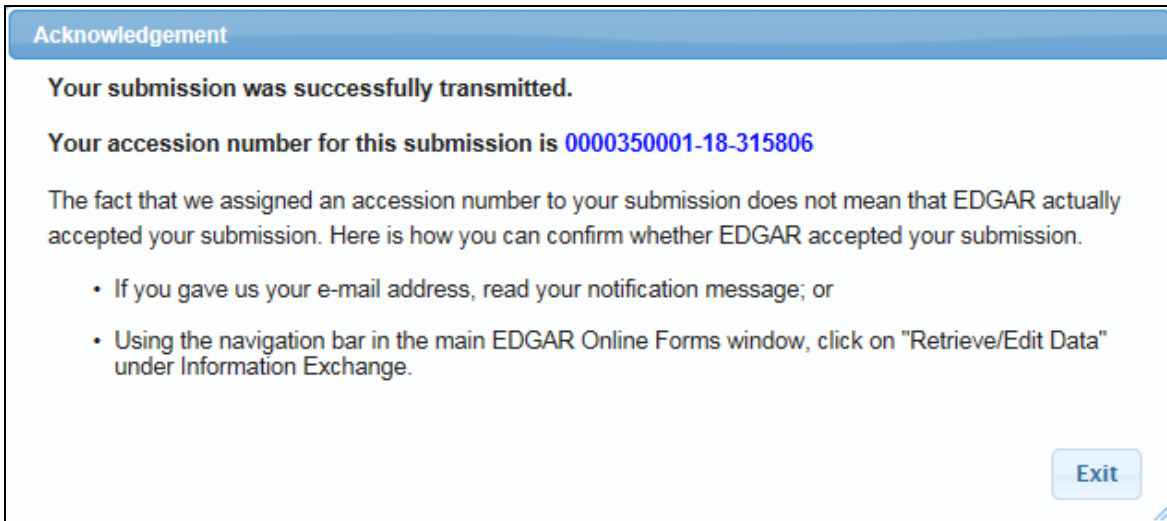 Acknowledgement
Your submission was successfully transmitted.
Your accession number for this submission is 0000350001-18-315806
The fact that we assigned an accession number to your submission does not mean that EDGAR actually
accepted your submission. Here is how you can confirm whether EDGAR accepted your submission.
• If you gave us your e-mail address, read your notification message; or
• Using the navigation bar in the main EDGAR Online Forms window, click on "Retrieve/Edit Data"
under Information Exchange.
Exit